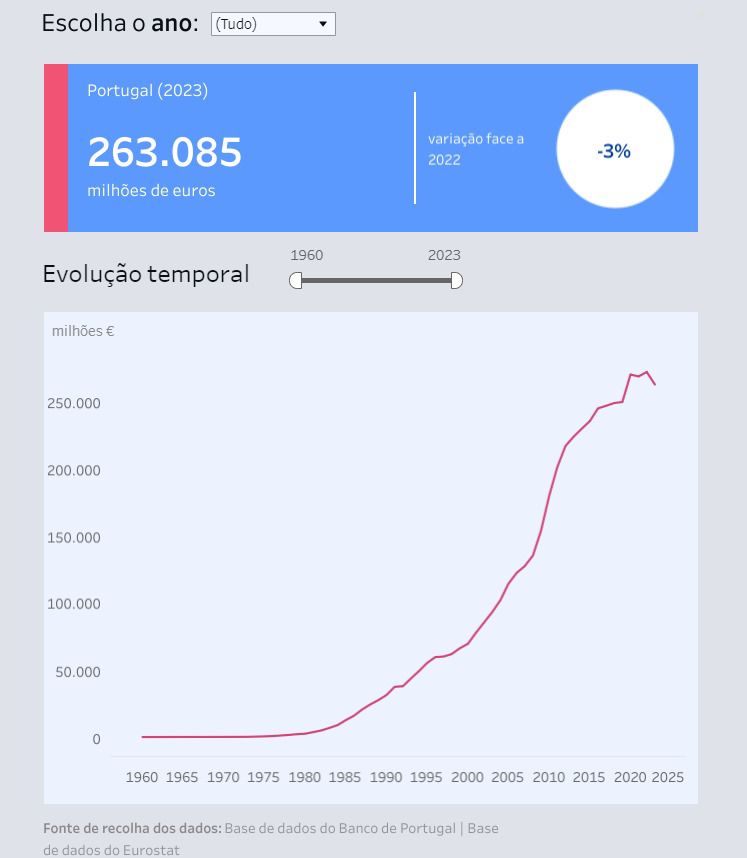 Escolha o ano: (Tudo)
Portugal (2023)
263.085
milhões de euros
variação face a
2022
-3%
1960 2023
Evolução temporal
milhões €
250.000
200.000
150.000
100.000
50.000
0
1960 1965 1970 1975 1980 1985 1990 1995 2000 2005 2010 2015 2020 2025
Fonte de recolha dos dados: Base de dados do Banco de Portugal | Base
de dados do Eurostat